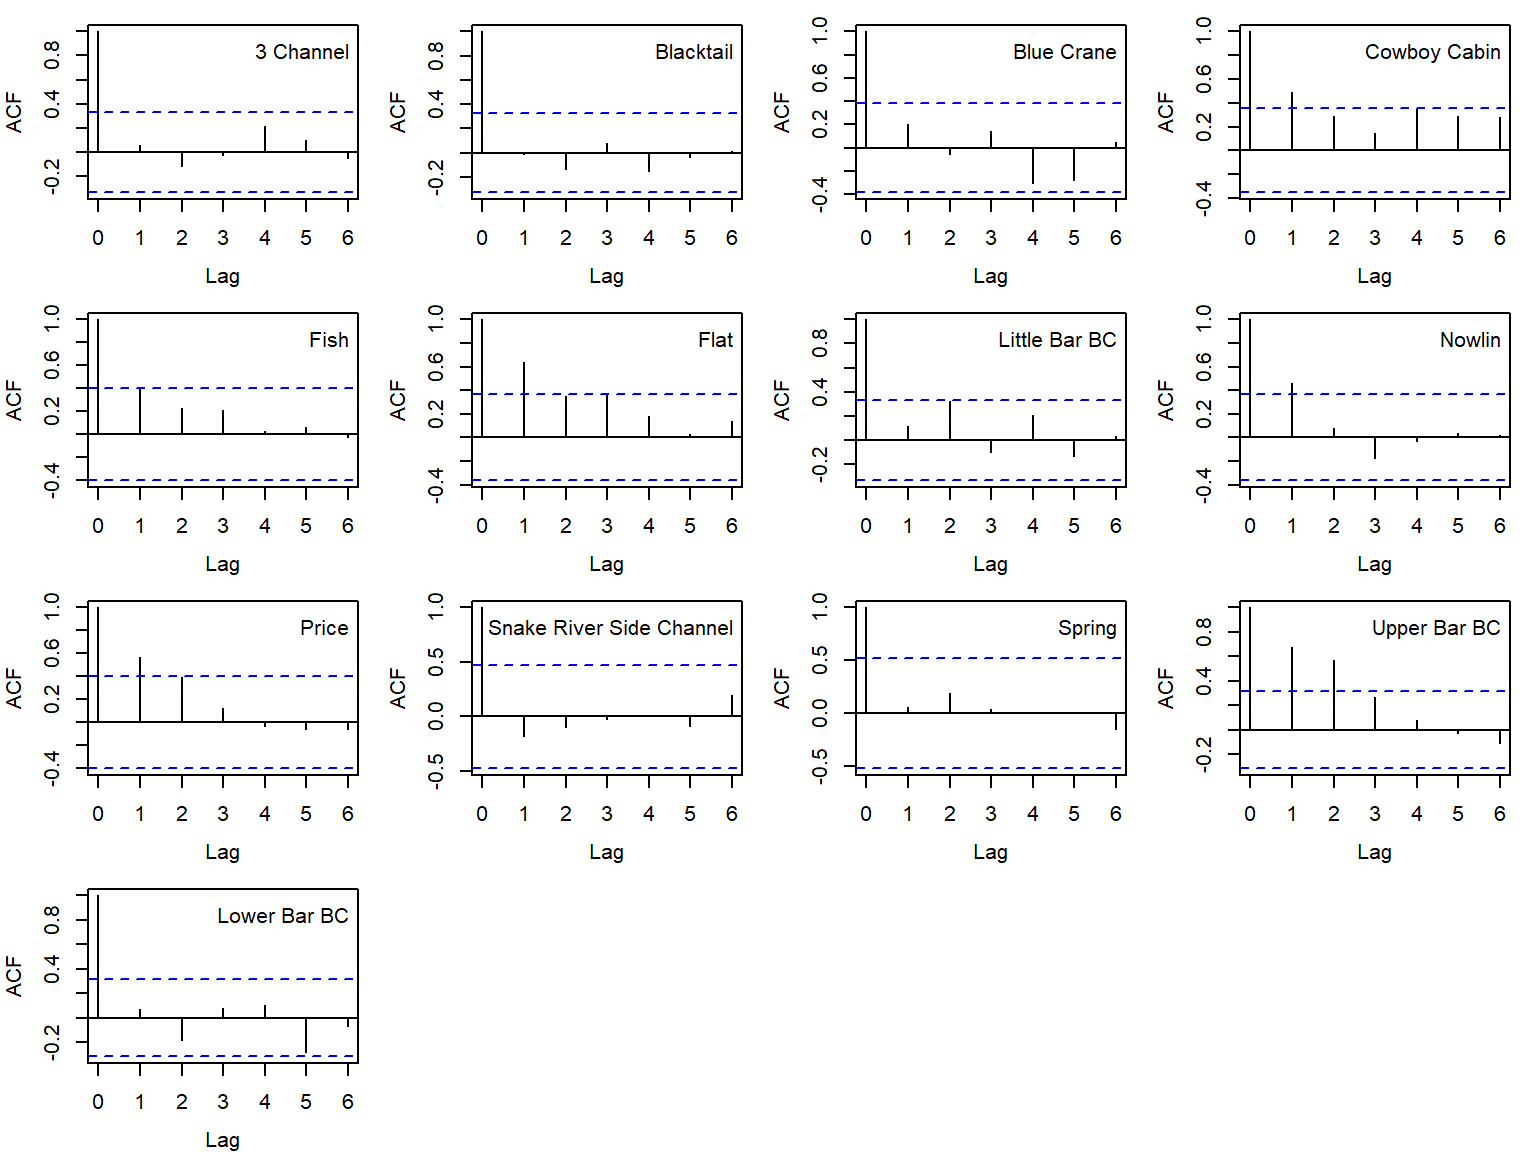 3 Channel
ACF
-0.2 0.4 0.8
0 1 2 3 4 5 6
Lag
Blacktail
ACF
-0.2 0.4 0.8
0 1 2 3 4 5 6
Lag
Blue Crane
ACF
-0.4 0.2 0.6 1.0
0 1 2 3 4 5 6
Lag
Cowboy Cabin
ACF
-0.4 0.2 0.6 1.0
0 1 2 3 4 5 6
Lag
Fish
ACF
-0.4 0.2 0.6 1.0
0 1 2 3 4 5 6
Lag
Flat
ACF
-0.4 0.2 0.6 1.0
0 1 2 3 4 5 6
Lag
Little Bar BC
ACF
-0.2 0.4 0.8
0 1 2 3 4 5 6
Lag
Nowlin
ACF
-0.4 0.2 0.6 1.0
0 1 2 3 4 5 6
Lag
Price
ACF
-0.4 0.2 0.6 1.0
0 1 2 3 4 5 6
Lag
Snake River Side Channel
ACF
-0.5 0.0 0.5 1.0
0 1 2 3 4 5 6
Lag
Spring
ACF
-0.5 0.0 0.5 1.0
0 1 2 3 4 5 6
Lag
Upper Bar BC
ACF
-0.2 0.4 0.8
0 1 2 3 4 5 6
Lag
Lower Bar BC
ACF
-0.2 0.4 0.8
0 1 2 3 4 5 6
Lag